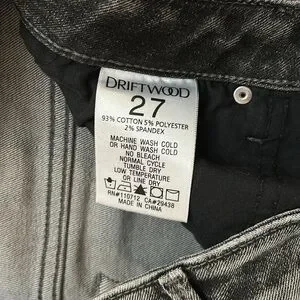 DRIFTWOOD
27
93% COTTON 5% POLYESTER
2% SPANDEX
MACHINE WASH COLD
OR HAND WASH COLD
NO BLEACH
NORMAL CYCLE
TUMBLE DRY
LOW TEMPERATURE
OR LINE DRY
RN#110712 CA#29438
MADE IN CHINA